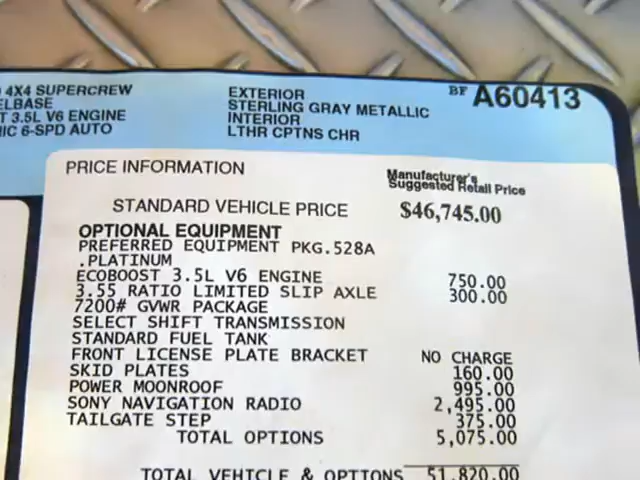 4X4 SUPERCREW
ELBASE
T 3.5L V6 ENGINE
IC 6-SPD AUTO
EXTERIOR
STERLING GRAY METALLIC
INTERIOR
LTHR CPTNS CHR
BF A60413
PRICE INFORMATION
Manufacturer's
Suggested Retail Price
STANDARD VEHICLE PRICE $46,745.00
OPTIONAL EQUIPMENT
PREFERRED EQUIPMENT PKG.528A
.PLATINUM
ECOBOOST 3.5L V6 ENGINE 750.00
3.55 RATIO LIMITED SLIP AXLE 300.00
7200# GVWR PACKAGE
SELECT SHIFT TRANSMISSION
STANDARD FUEL TANK
FRONT LICENSE PLATE BRACKET NO CHARGE
SKID PLATES 160.00
POWER MOONROOF 995.00
SONY NAVIGATION RADIO 2,495.00
TAILGATE STEP 375.00
TOTAL OPTIONS 5,075.00
TOTAL VEHICLE & OPTIONS 51,820.00